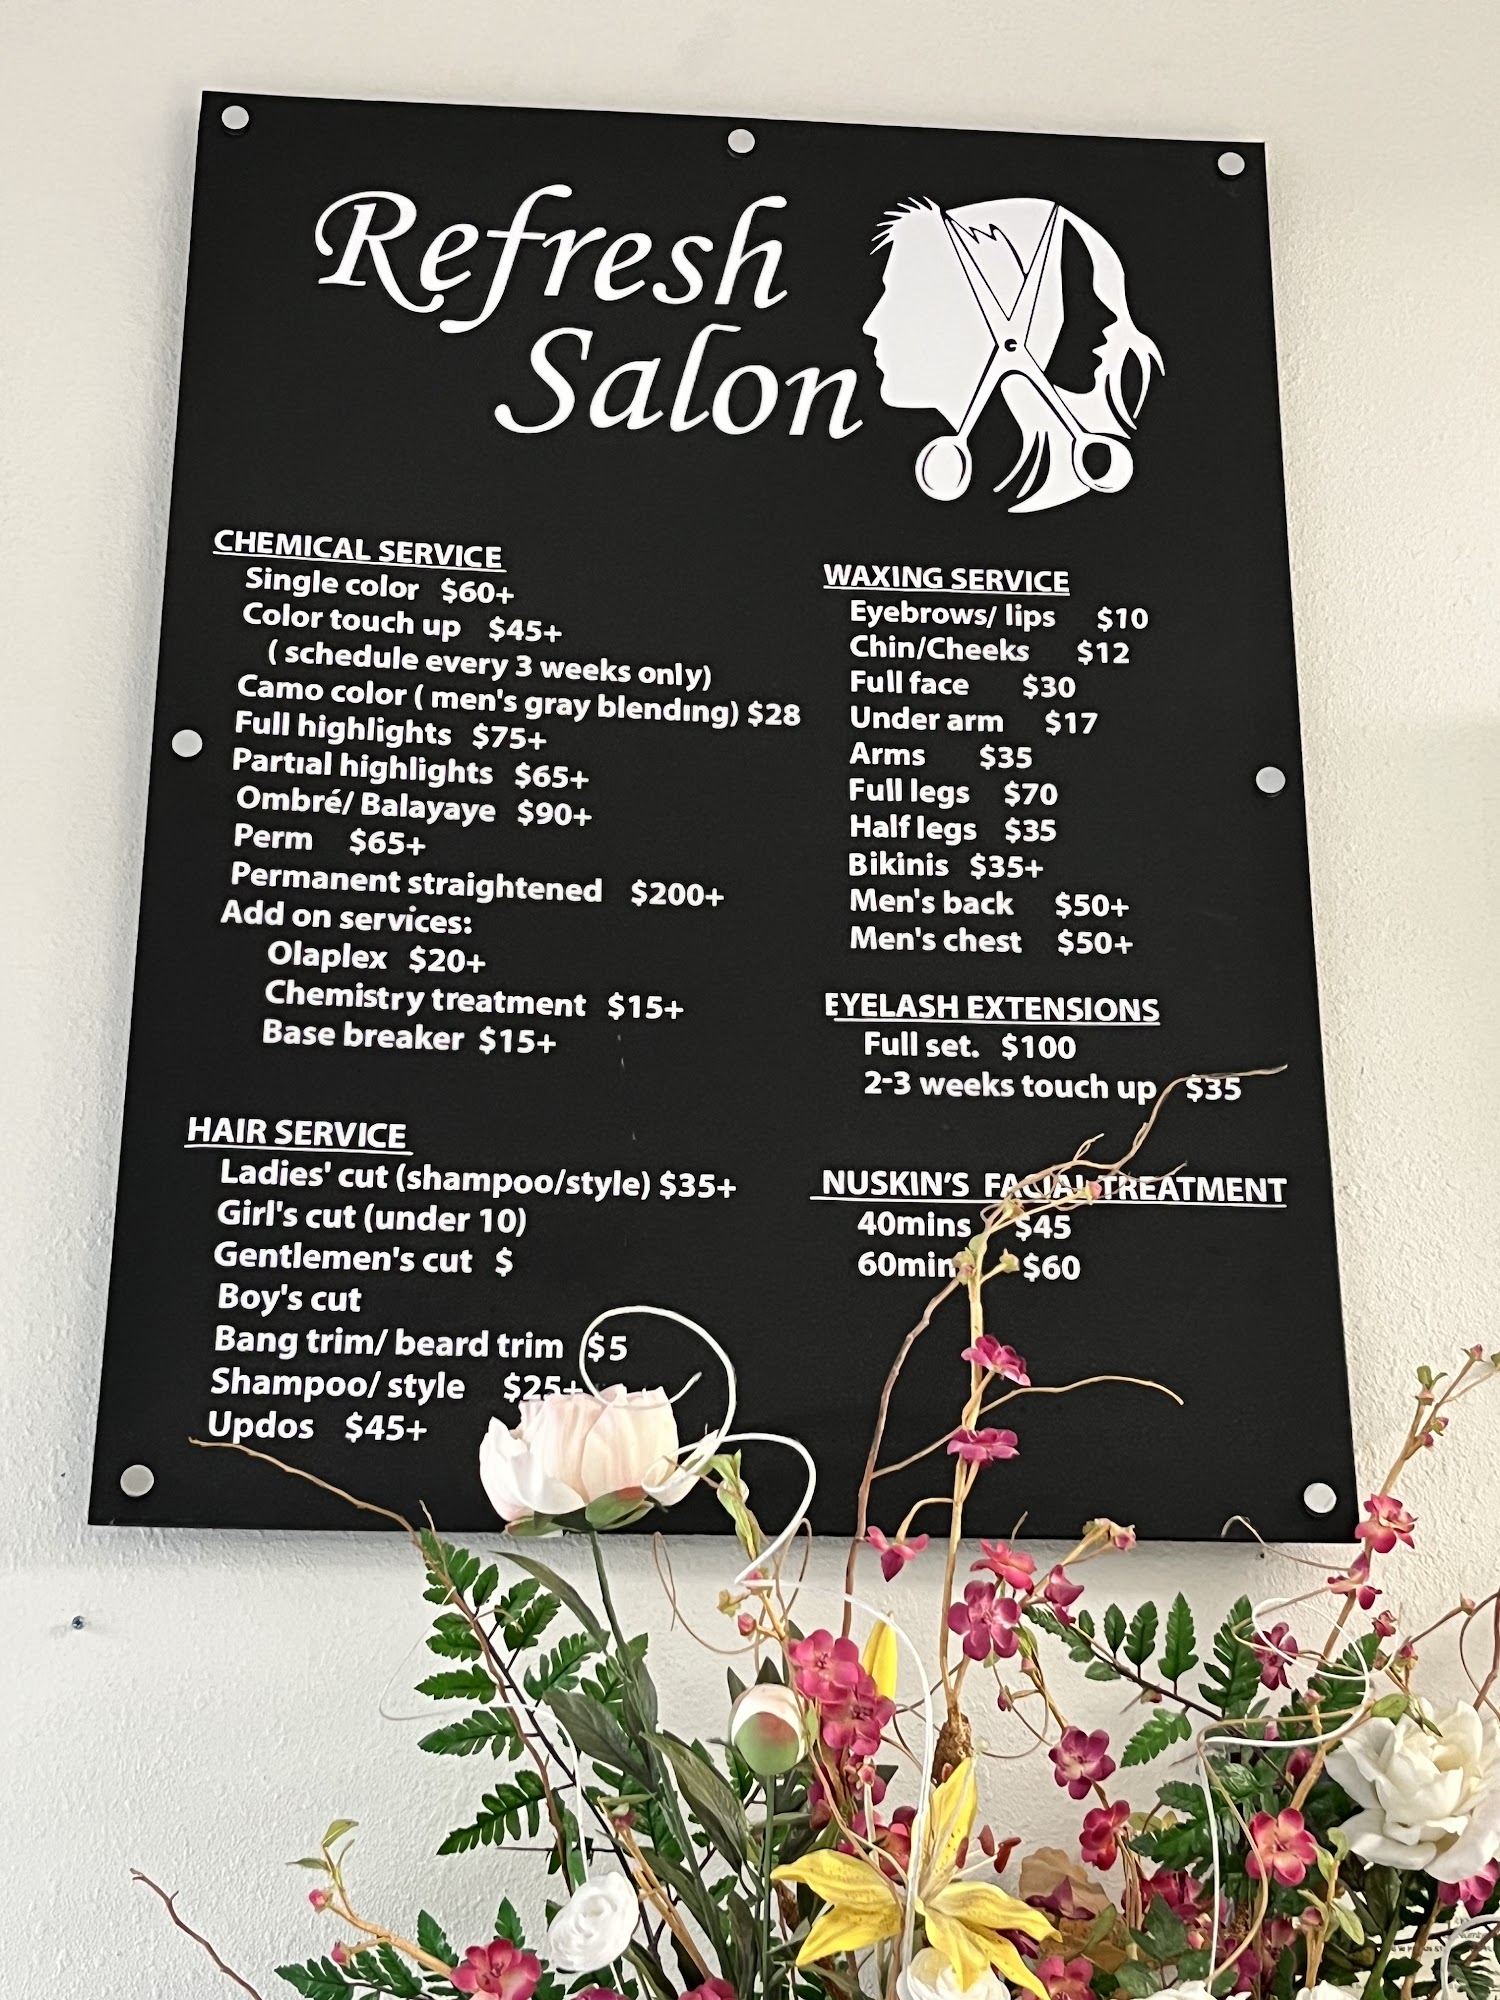 Refresh
Salon
CHEMICAL SERVICE
Single color $60+
Color touch up $45+
( schedule every 3 weeks only)
Camo color ( men's gray blending) $28
Full highlights $75+
Partial highlights $65+
Ombré/ Balayaye $90+
Perm $65+
Permanent straightened $200+
Add on services:
Olaplex $20+
Chemistry treatment $15+
Base breaker $15+
HAIR SERVICE
Ladies' cut (shampoo/style) $35+
Girl's cut (under 10)
Gentlemen's cut $
Boy's cut
Bang trim/ beard trim $5
Shampoo/ style $25+
Updos $45+
WAXING SERVICE
Eyebrows/ lips $10
Chin/Cheeks $12
Full face $30
Under arm $17
Arms $35
Full legs $70
Half legs $35
Bikinis $35+
Men's back $50+
Men's chest $50+
EYELASH EXTENSIONS
Full set. $100
2-3 weeks touch up $35
NUSKIN'S FACIAL TREATMENT
40mins $45
60mins $60